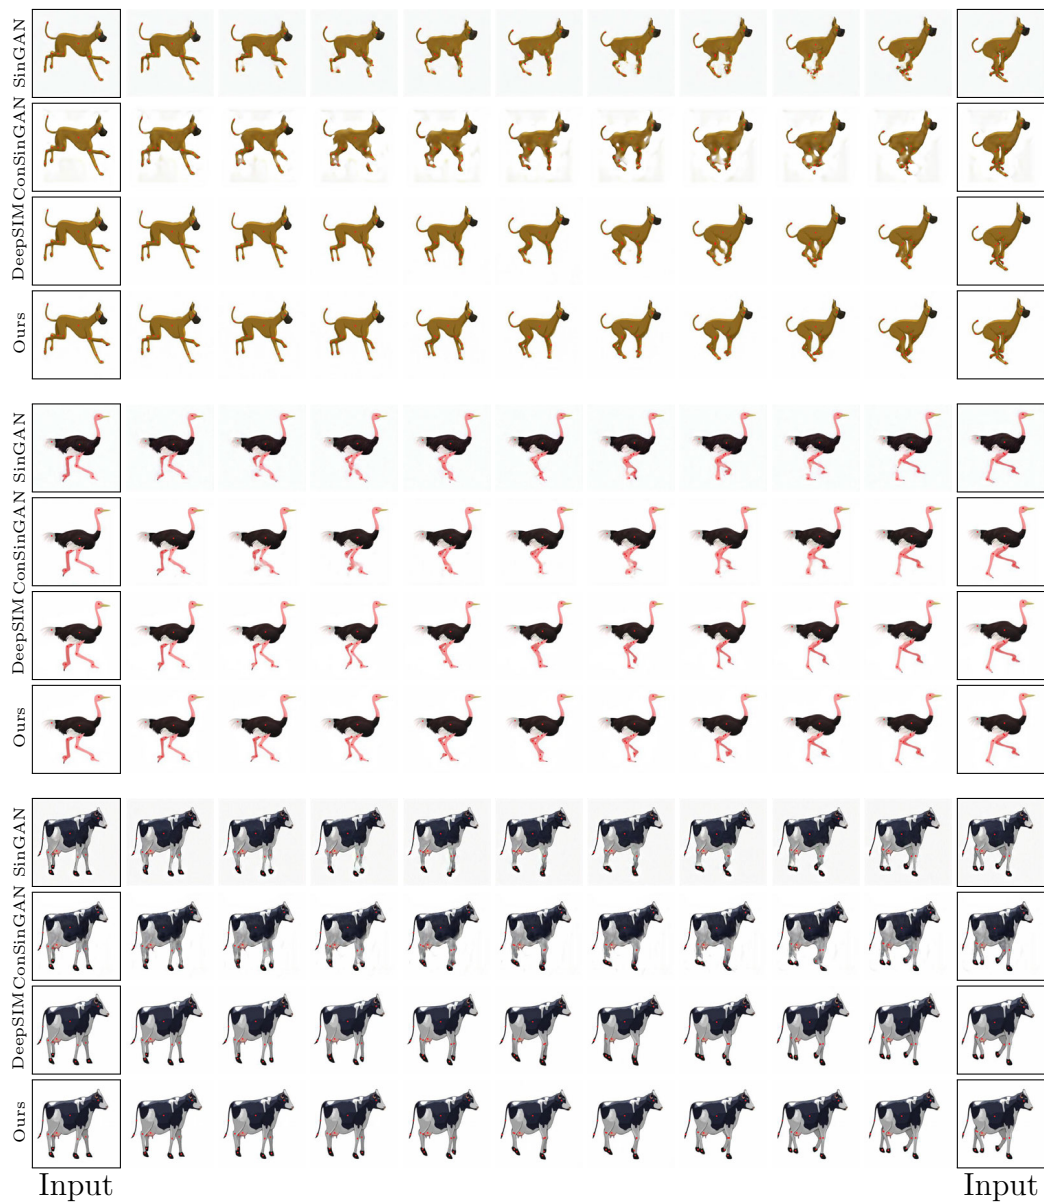 SinGAN
ConSinGAN
DeepSIM
Ours
SinGAN
ConSinGAN
DeepSIM
Ours
SinGAN
ConSinGAN
DeepSIM
Ours
Input
Input